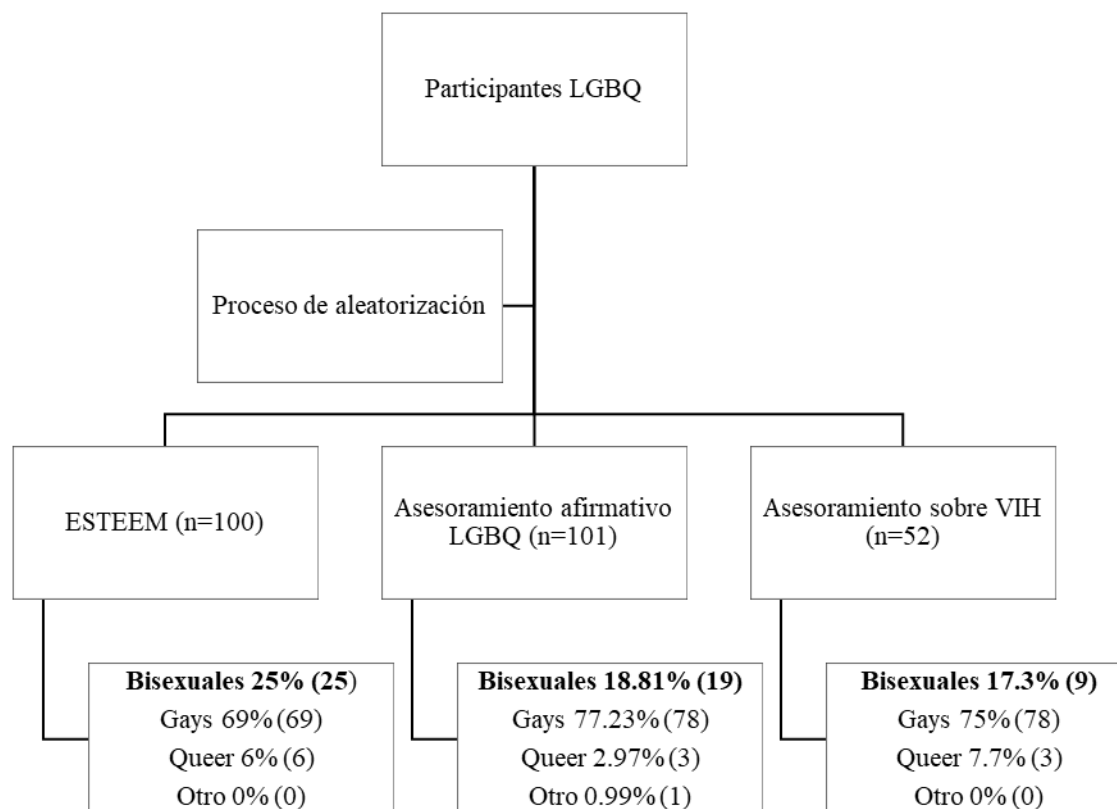 Participantes LGBQ
Proceso de aleatorización
ESTEEM (n=100)
Asesoramiento afirmativo
LGBQ (n=101)
Asesoramiento sobre VIH
(n=52)
Bisexuales 25% (25)
Gays 69% (69)
Queer 6% (6)
Otro 0% (0)
Bisexuales 18.81% (19)
Gays 77.23% (78)
Queer 2.97% (3)
Otro 0.99% (1)
Bisexuales 17.3% (9)
Gays 75% (78)
Queer 7.7% (3)
Otro 0% (0)